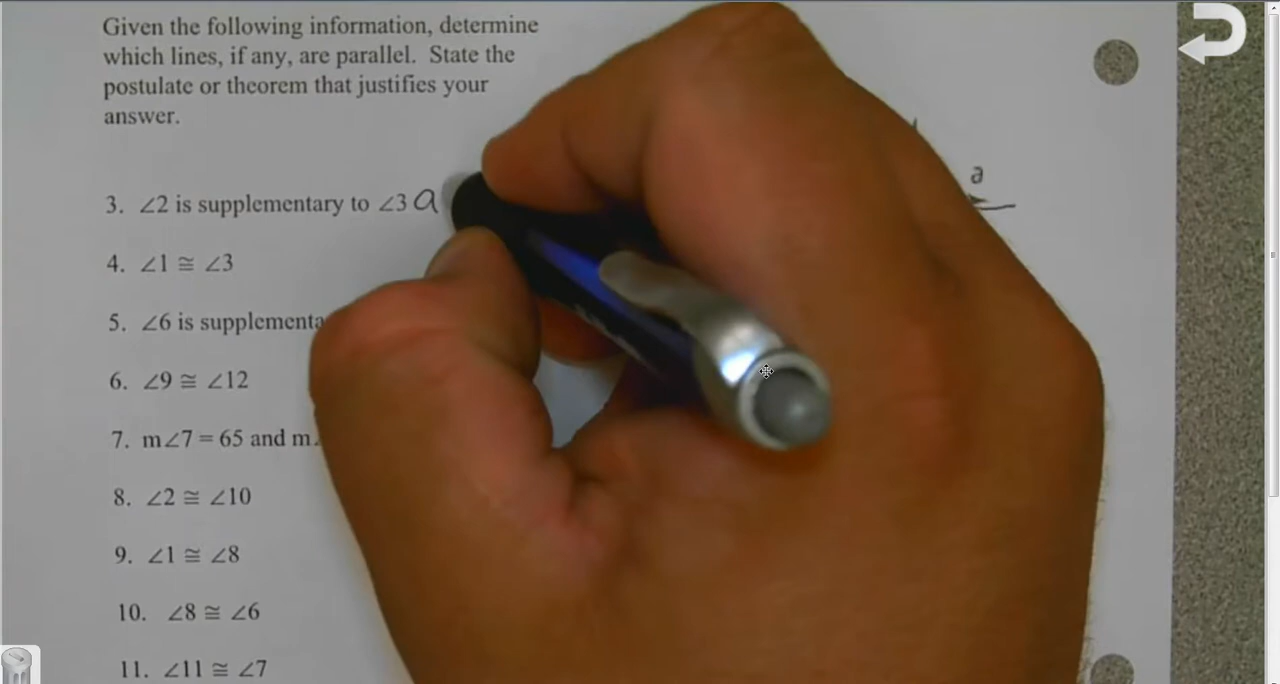 Given the following information, determine
which lines, if any, are parallel. State the
postulate or theorem that justifies your
answer.
a
3. ∠2 is supplementary to ∠3 a
4. ∠1 ≅ ∠3
5. ∠6 is
6. ∠9 ≅ ∠12
7. m∠7 = 65 and
8. ∠2 ≅ ∠10
9. ∠1 ≅ ∠8
10. ∠8 ≅ ∠6
11. ∠11 ≅ ∠7